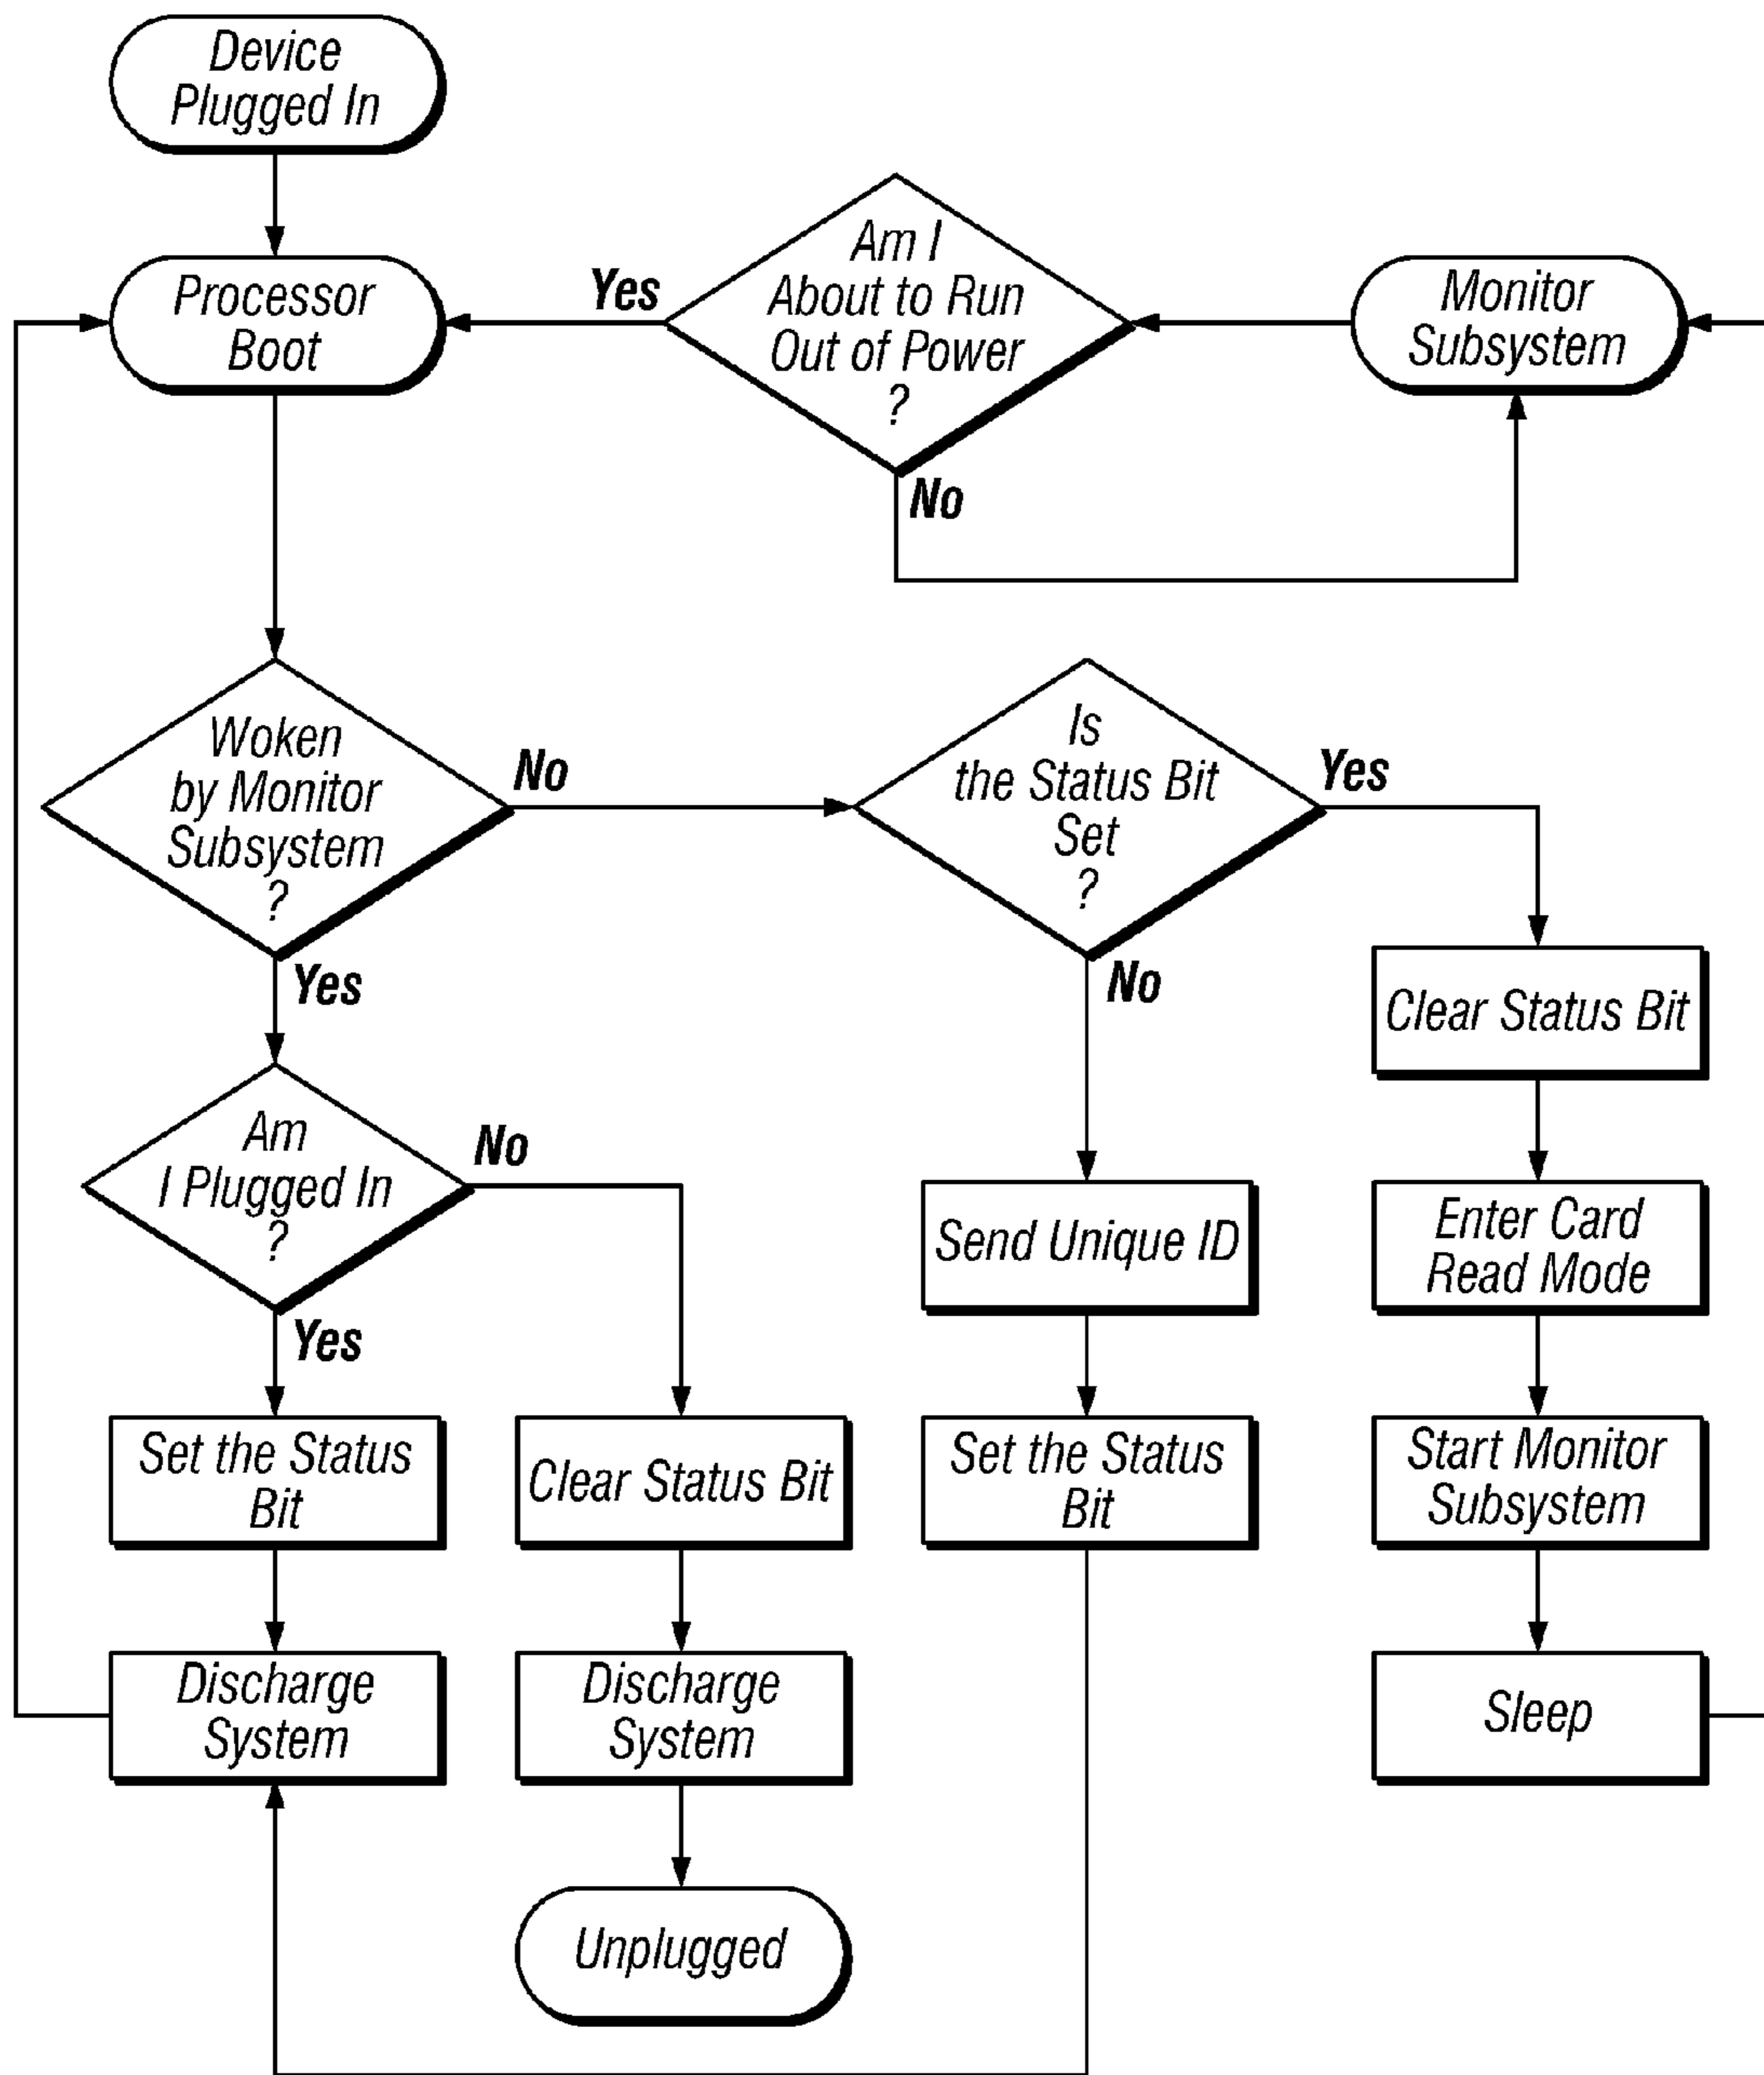 Device
Plugged In
Processor
Boot
Yes
Am I
About to Run
Out of Power
?
No
Monitor
Subsystem
Woken
by Monitor
Subsystem
?
No
Yes
Is
the Status Bit
Set
?
Yes
No
Clear Status Bit
Am
I Plugged In
?
No
Yes
Send Unique ID
Enter Card
Read Mode
Set the Status
Bit
Clear Status Bit
Set the Status
Bit
Start Monitor
Subsystem
Discharge
System
Discharge
System
Sleep
Unplugged